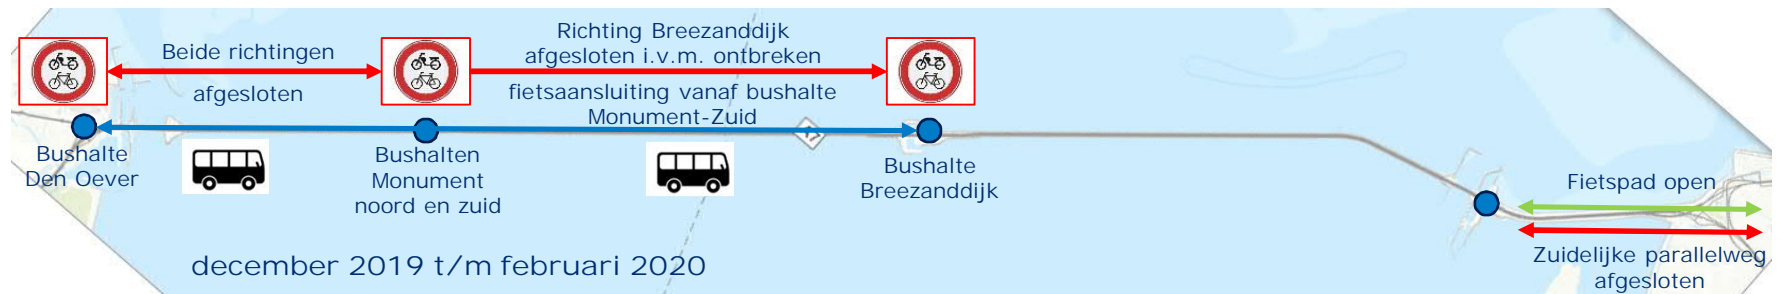 Beide richtingen
afgesloten
Richting Breezanddijk
afgesloten i.v.m. ontbreken
fietsaansluiting vanaf bushalte
Monument-Zuid
Bushalte
Den Oever
Bushalten
Monument
noord en zuid
Bushalte
Breezanddijk
Fietspad open
Zuidelijke parallelweg
afgesloten
december 2019 t/m februari 2020